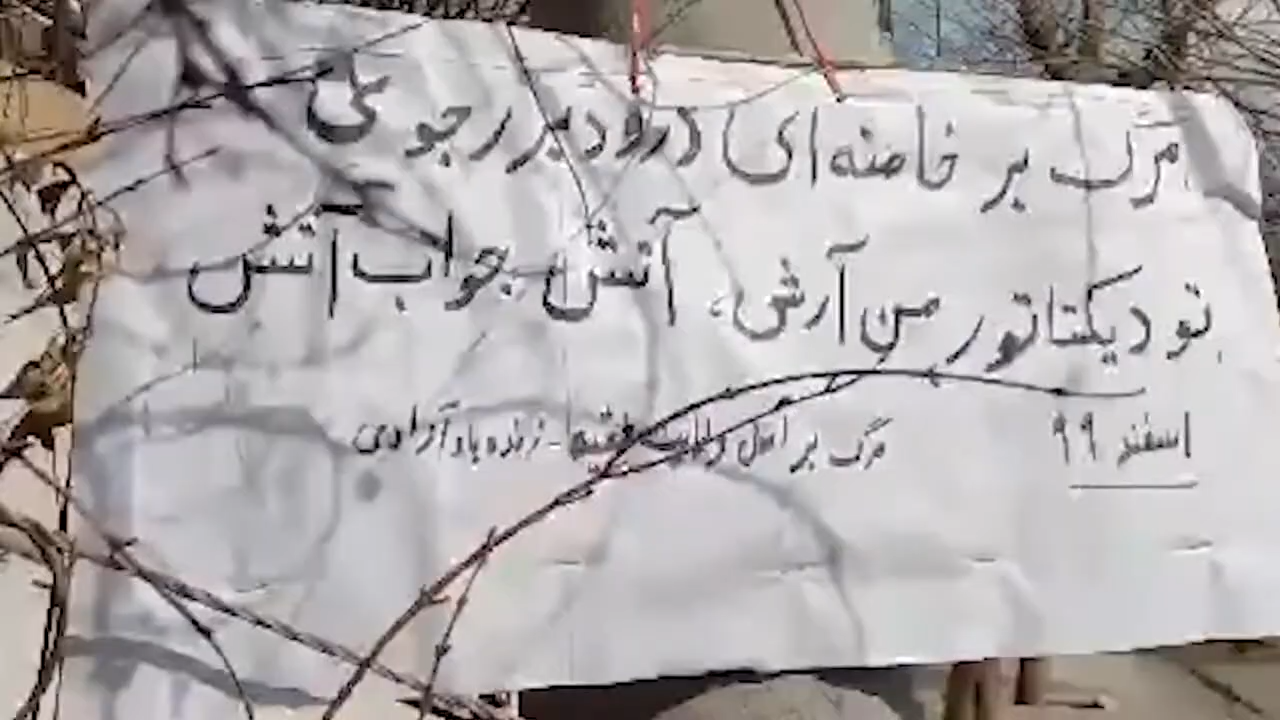 مرگ بر خامنه ای درود بر رجوی
تو دیکتاتور من آرش، آتش جواب آتش
اسفند ۹۹ مرگ بر اصل ولایت فقیه - زنده باد آزادی